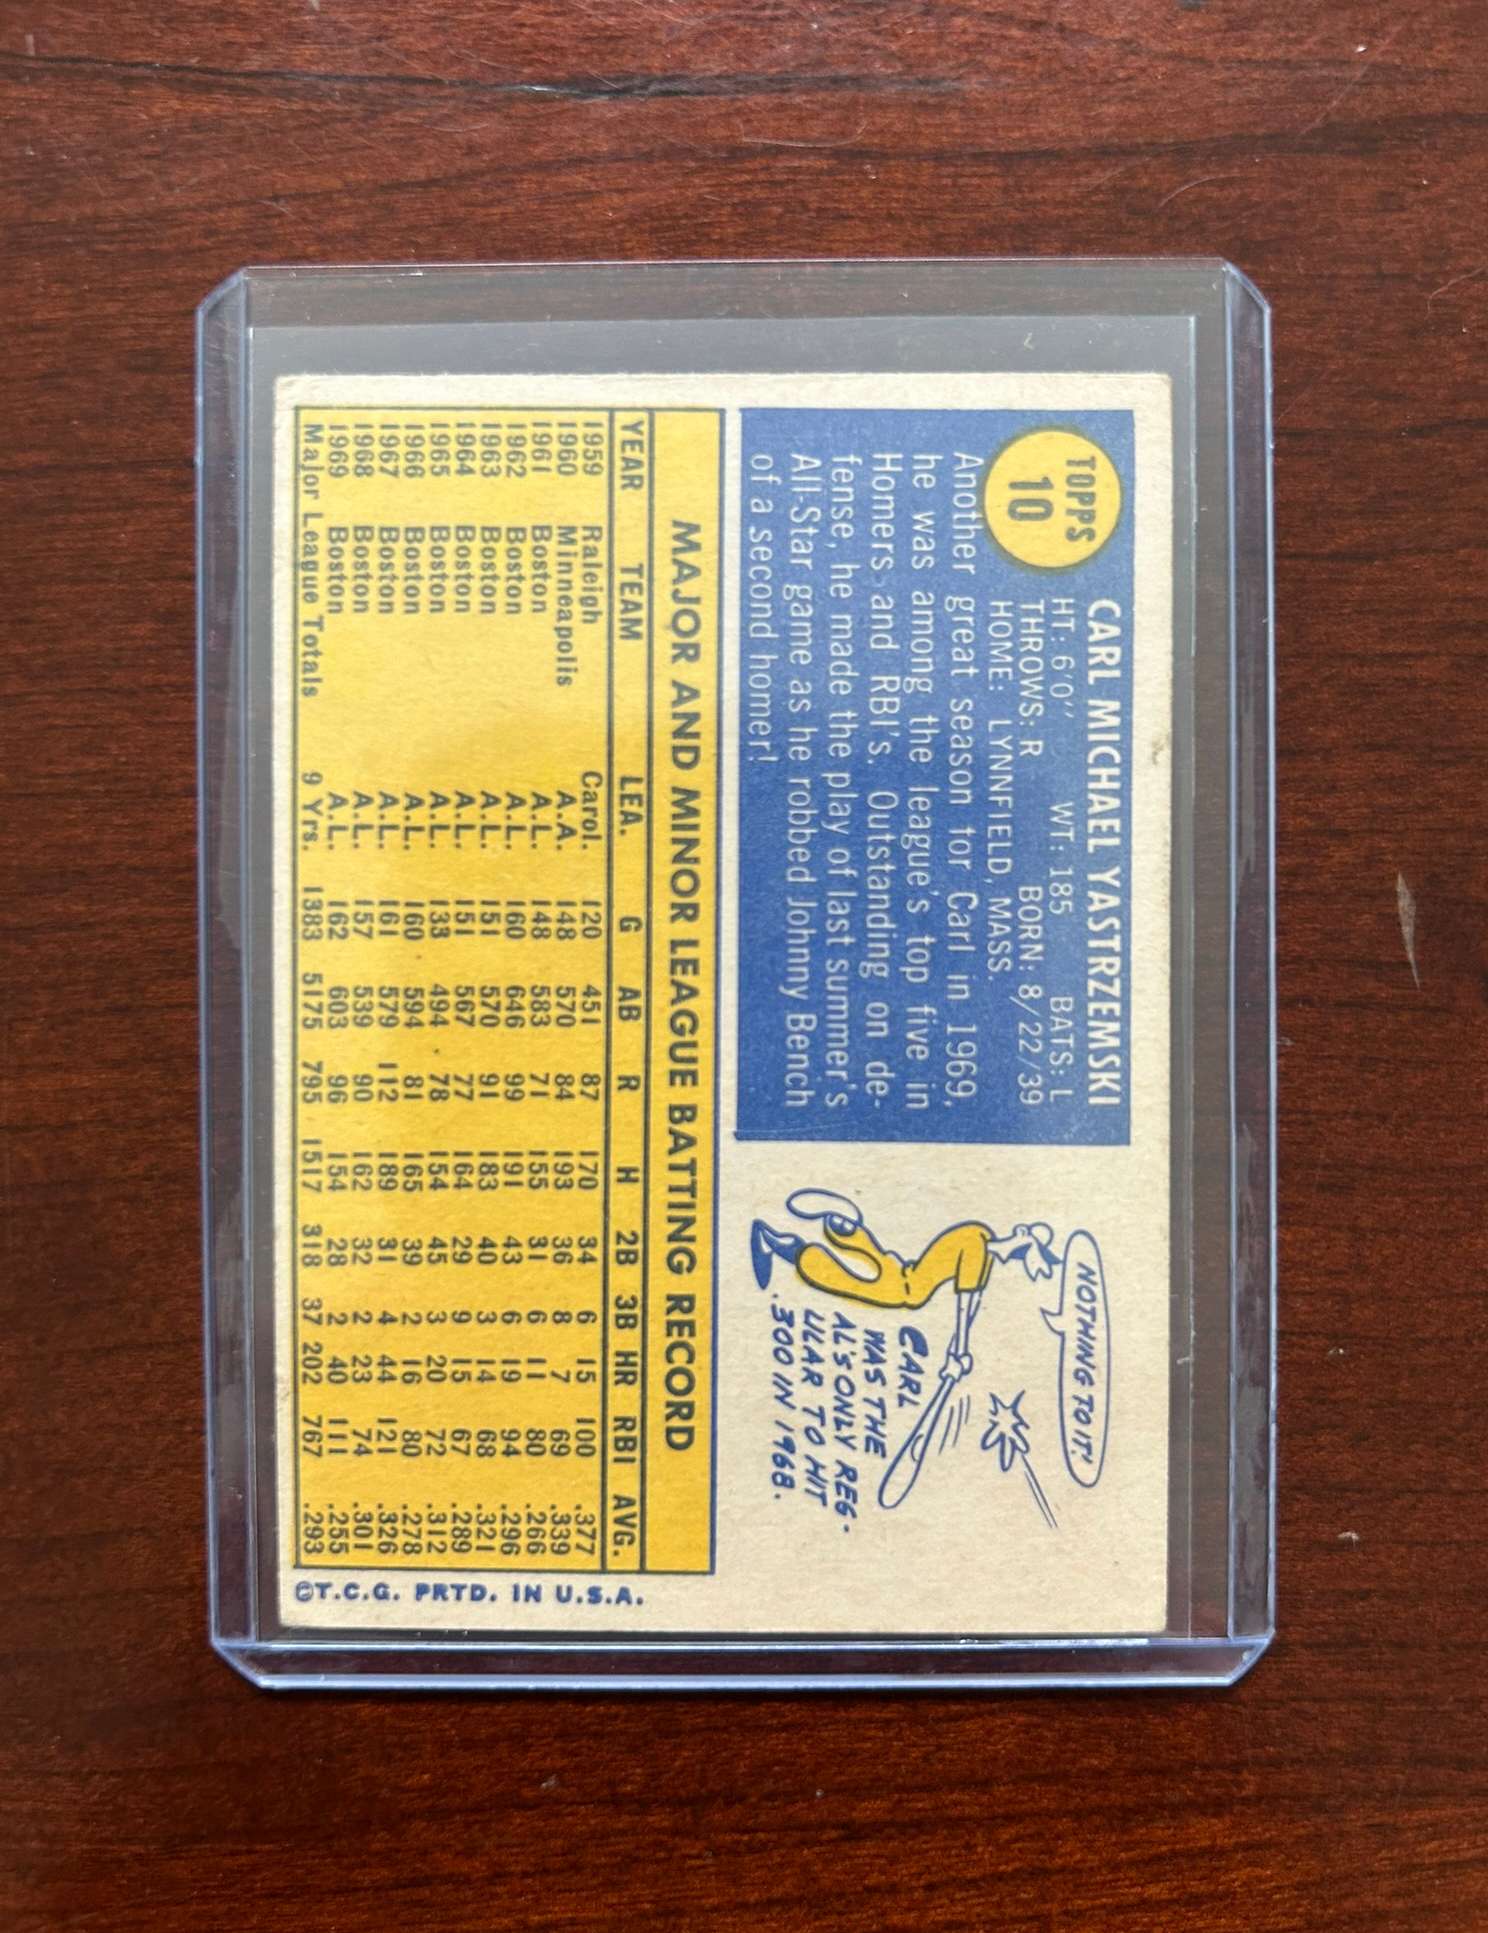 TOPPS
10
CARL MICHAEL YASTRZEMSKI
HT: 6'0" WT: 185 BATS: L
THROWS: R BORN: 8/22/39
HOME: LYNNFIELD, MASS.
Another great season for Carl in 1969,
he was among the league's top five in
Homers and RBI's. Outstanding on de-
fense, he made the play of last summer's
All-Star game as he robbed Johnny Bench
of a second homer!
NOTHING TO IT!
CARL
WAS THE
AL'S ONLY REG-
ULAR TO HIT
.300 IN 1968.
MAJOR AND MINOR LEAGUE BATTING RECORD
YEAR TEAM LEA. G AB R H 2B 3B HR RBI AVG.
1959 Raleigh Carol. 120 451 87 170 34 6 15 100 .377
1960 Minneapolis A.A. 148 570 84 193 36 8 7 69 .339
1961 Boston A.L. 148 583 71 155 31 6 11 80 .266
1962 Boston A.L. 160 646 99 191 43 6 19 94 .296
1963 Boston A.L. 151 570 91 183 40 3 14 68 .321
1964 Boston A.L. 151 567 77 164 29 9 15 67 .289
1965 Boston A.L. 133 494 78 154 45 3 20 72 .312
1966 Boston A.L. 160 594 81 165 39 2 16 80 .278
1967 Boston A.L. 161 579 112 189 31 4 44 121 .326
1968 Boston A.L. 157 539 90 162 32 2 23 74 .301
1969 Boston A.L. 162 603 96 154 28 2 40 111 .255
Major League Totals 9 Yrs. 1383 5175 795 1517 318 37 202 767 .293
©T.C.G. PRTD. IN U.S.A.